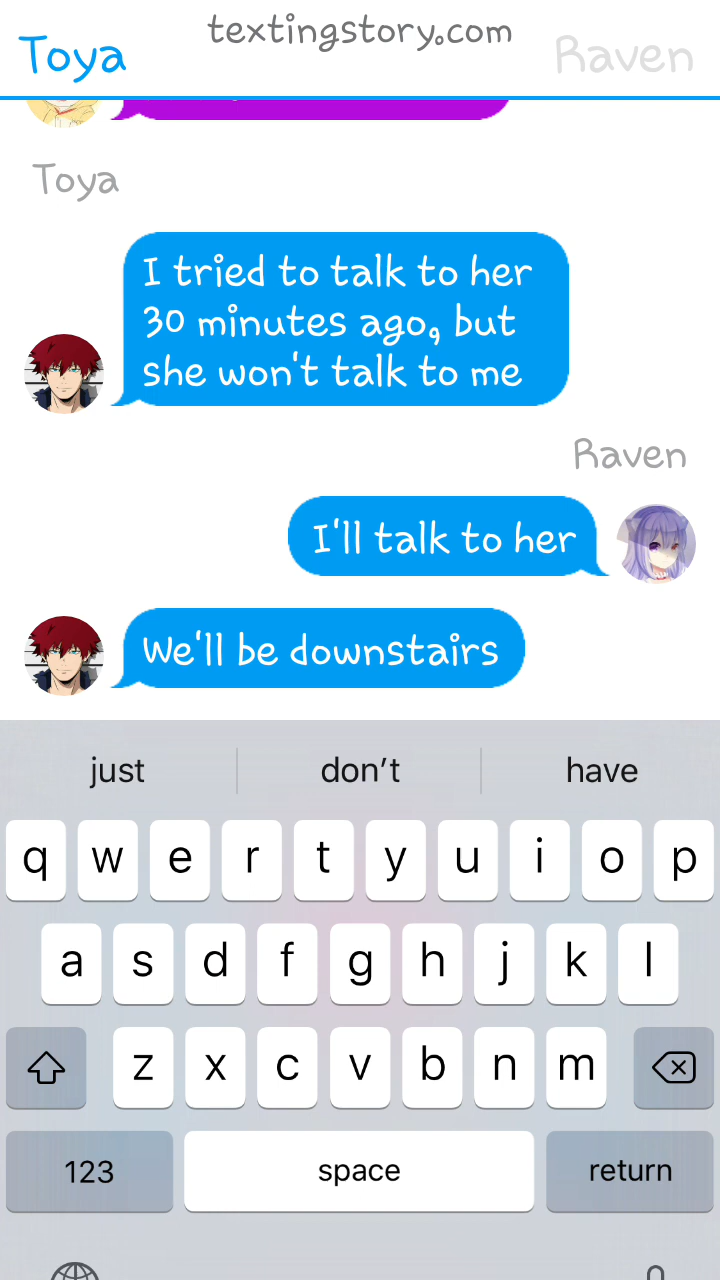 textingstory.com
Toya
Raven
Toya
I tried to talk to her
30 minutes ago, but
she won't talk to me
Raven
I'll talk to her
We'll be downstairs
just don't have
q w e r t y u i o p
a s d f g h j k l
z x c v b n m
123 space return